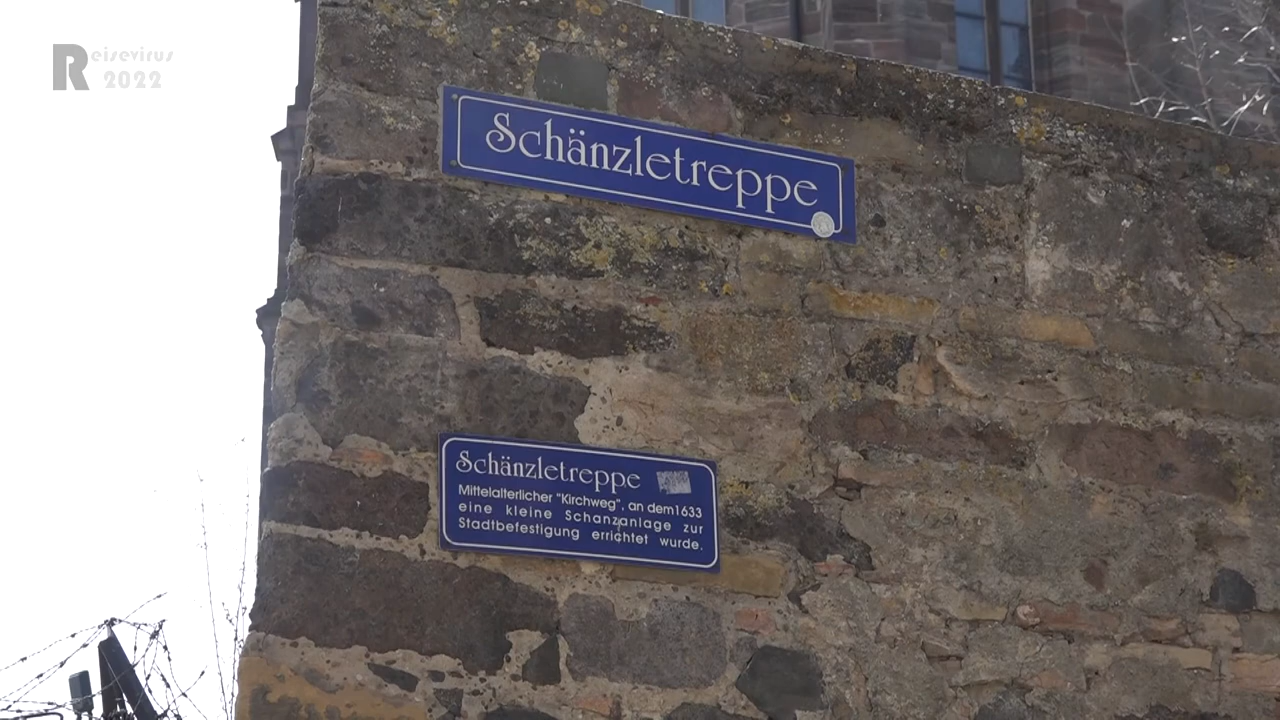 Reisevirus
2022
Schänzletreppe
Schänzletreppe
Mittelalterlicher "Kirchweg", an dem1633
eine kleine Schanzanlage zur
Stadtbefestigung errichtet wurde.